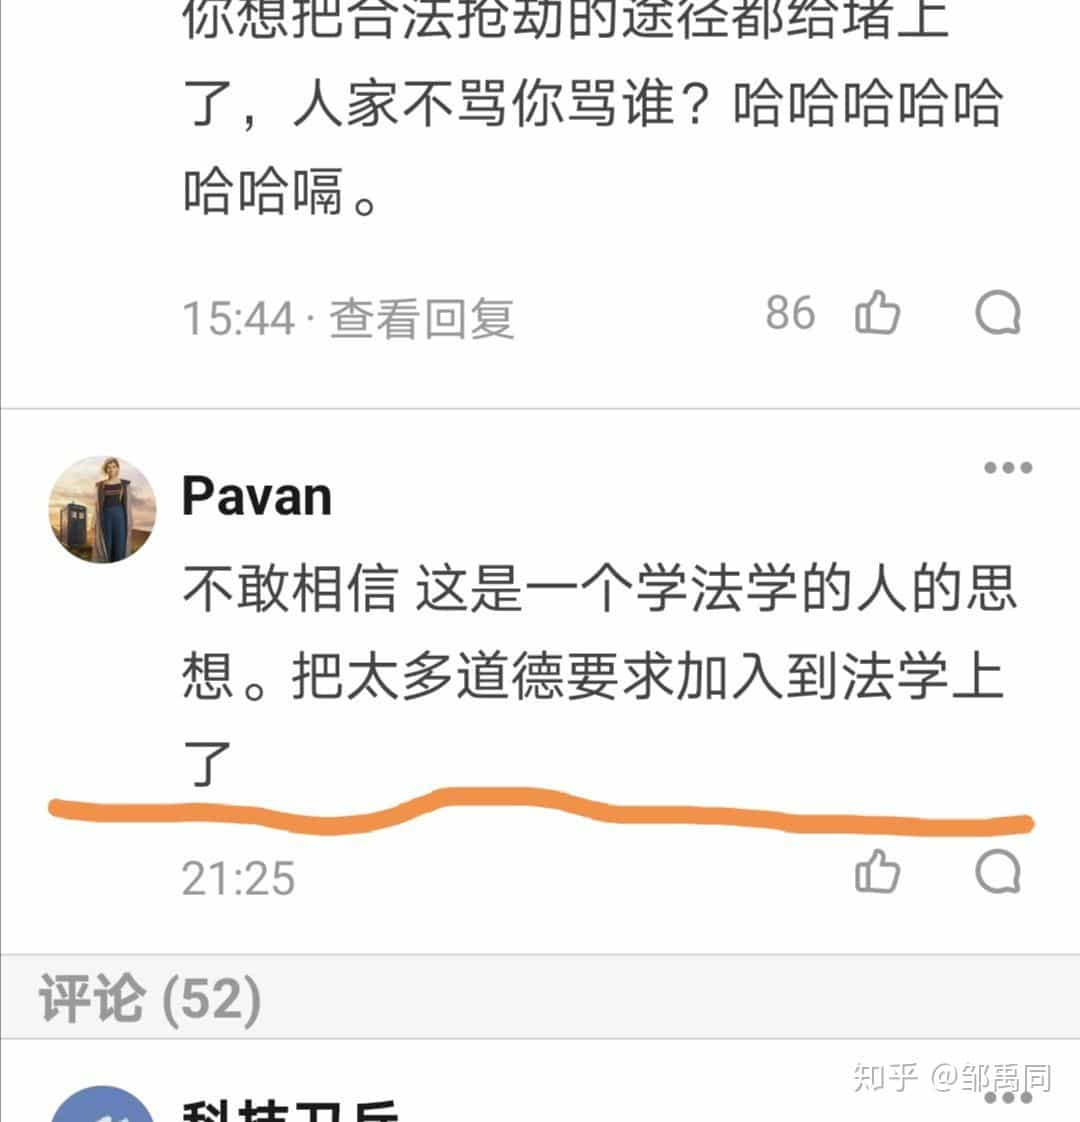 你想把合法抢劫的途径都给堵上
了，人家不骂你骂谁？哈哈哈哈哈
哈哈嗝。
15:44 · 查看回复
86
Pavan
不敢相信 这是一个学法学的人的思
想。把太多道德要求加入到法学上
了
21:25
评论 (52)
知乎 @邹禹同
科技卫兵